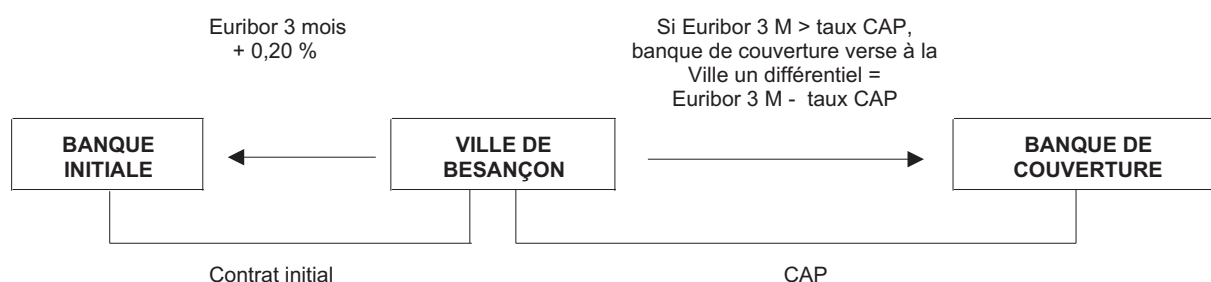 Euribor 3 mois
+ 0,20 %
Si Euribor 3 M > taux CAP,
banque de couverture verse à la
Ville un différentiel =
Euribor 3 M - taux CAP
BANQUE
INITIALE
VILLE DE
BESANÇON
BANQUE DE
COUVERTURE
Contrat initial
CAP